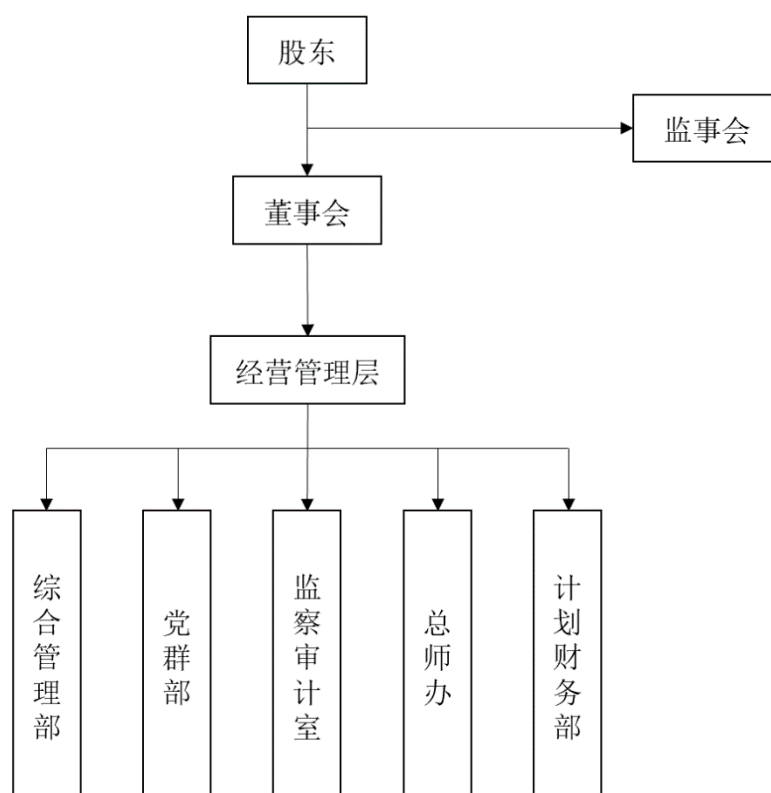 股东
监事会
董事会
经营管理层
综合管理部
党群部
监察审计室
总师办
计划财务部